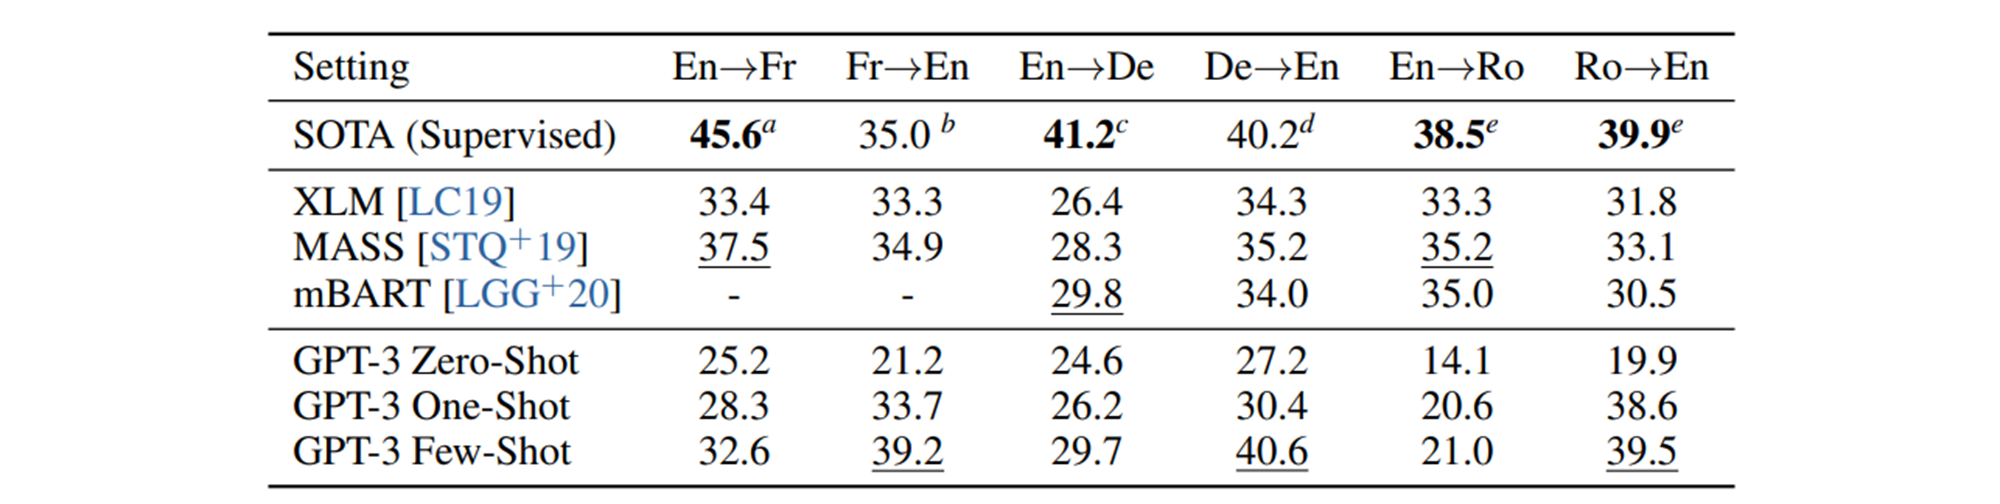 Setting En→Fr Fr→En En→De De→En En→Ro Ro→En
SOTA (Supervised) 45.6a 35.0 b 41.2c 40.2d 38.5e 39.9e
XLM [LC19] 33.4 33.3 26.4 34.3 33.3 31.8
MASS [STQ+19] 37.5 34.9 28.3 35.2 35.2 33.1
mBART [LGG+20] - - 29.8 34.0 35.0 30.5
GPT-3 Zero-Shot 25.2 21.2 24.6 27.2 14.1 19.9
GPT-3 One-Shot 28.3 33.7 26.2 30.4 20.6 38.6
GPT-3 Few-Shot 32.6 39.2 29.7 40.6 21.0 39.5